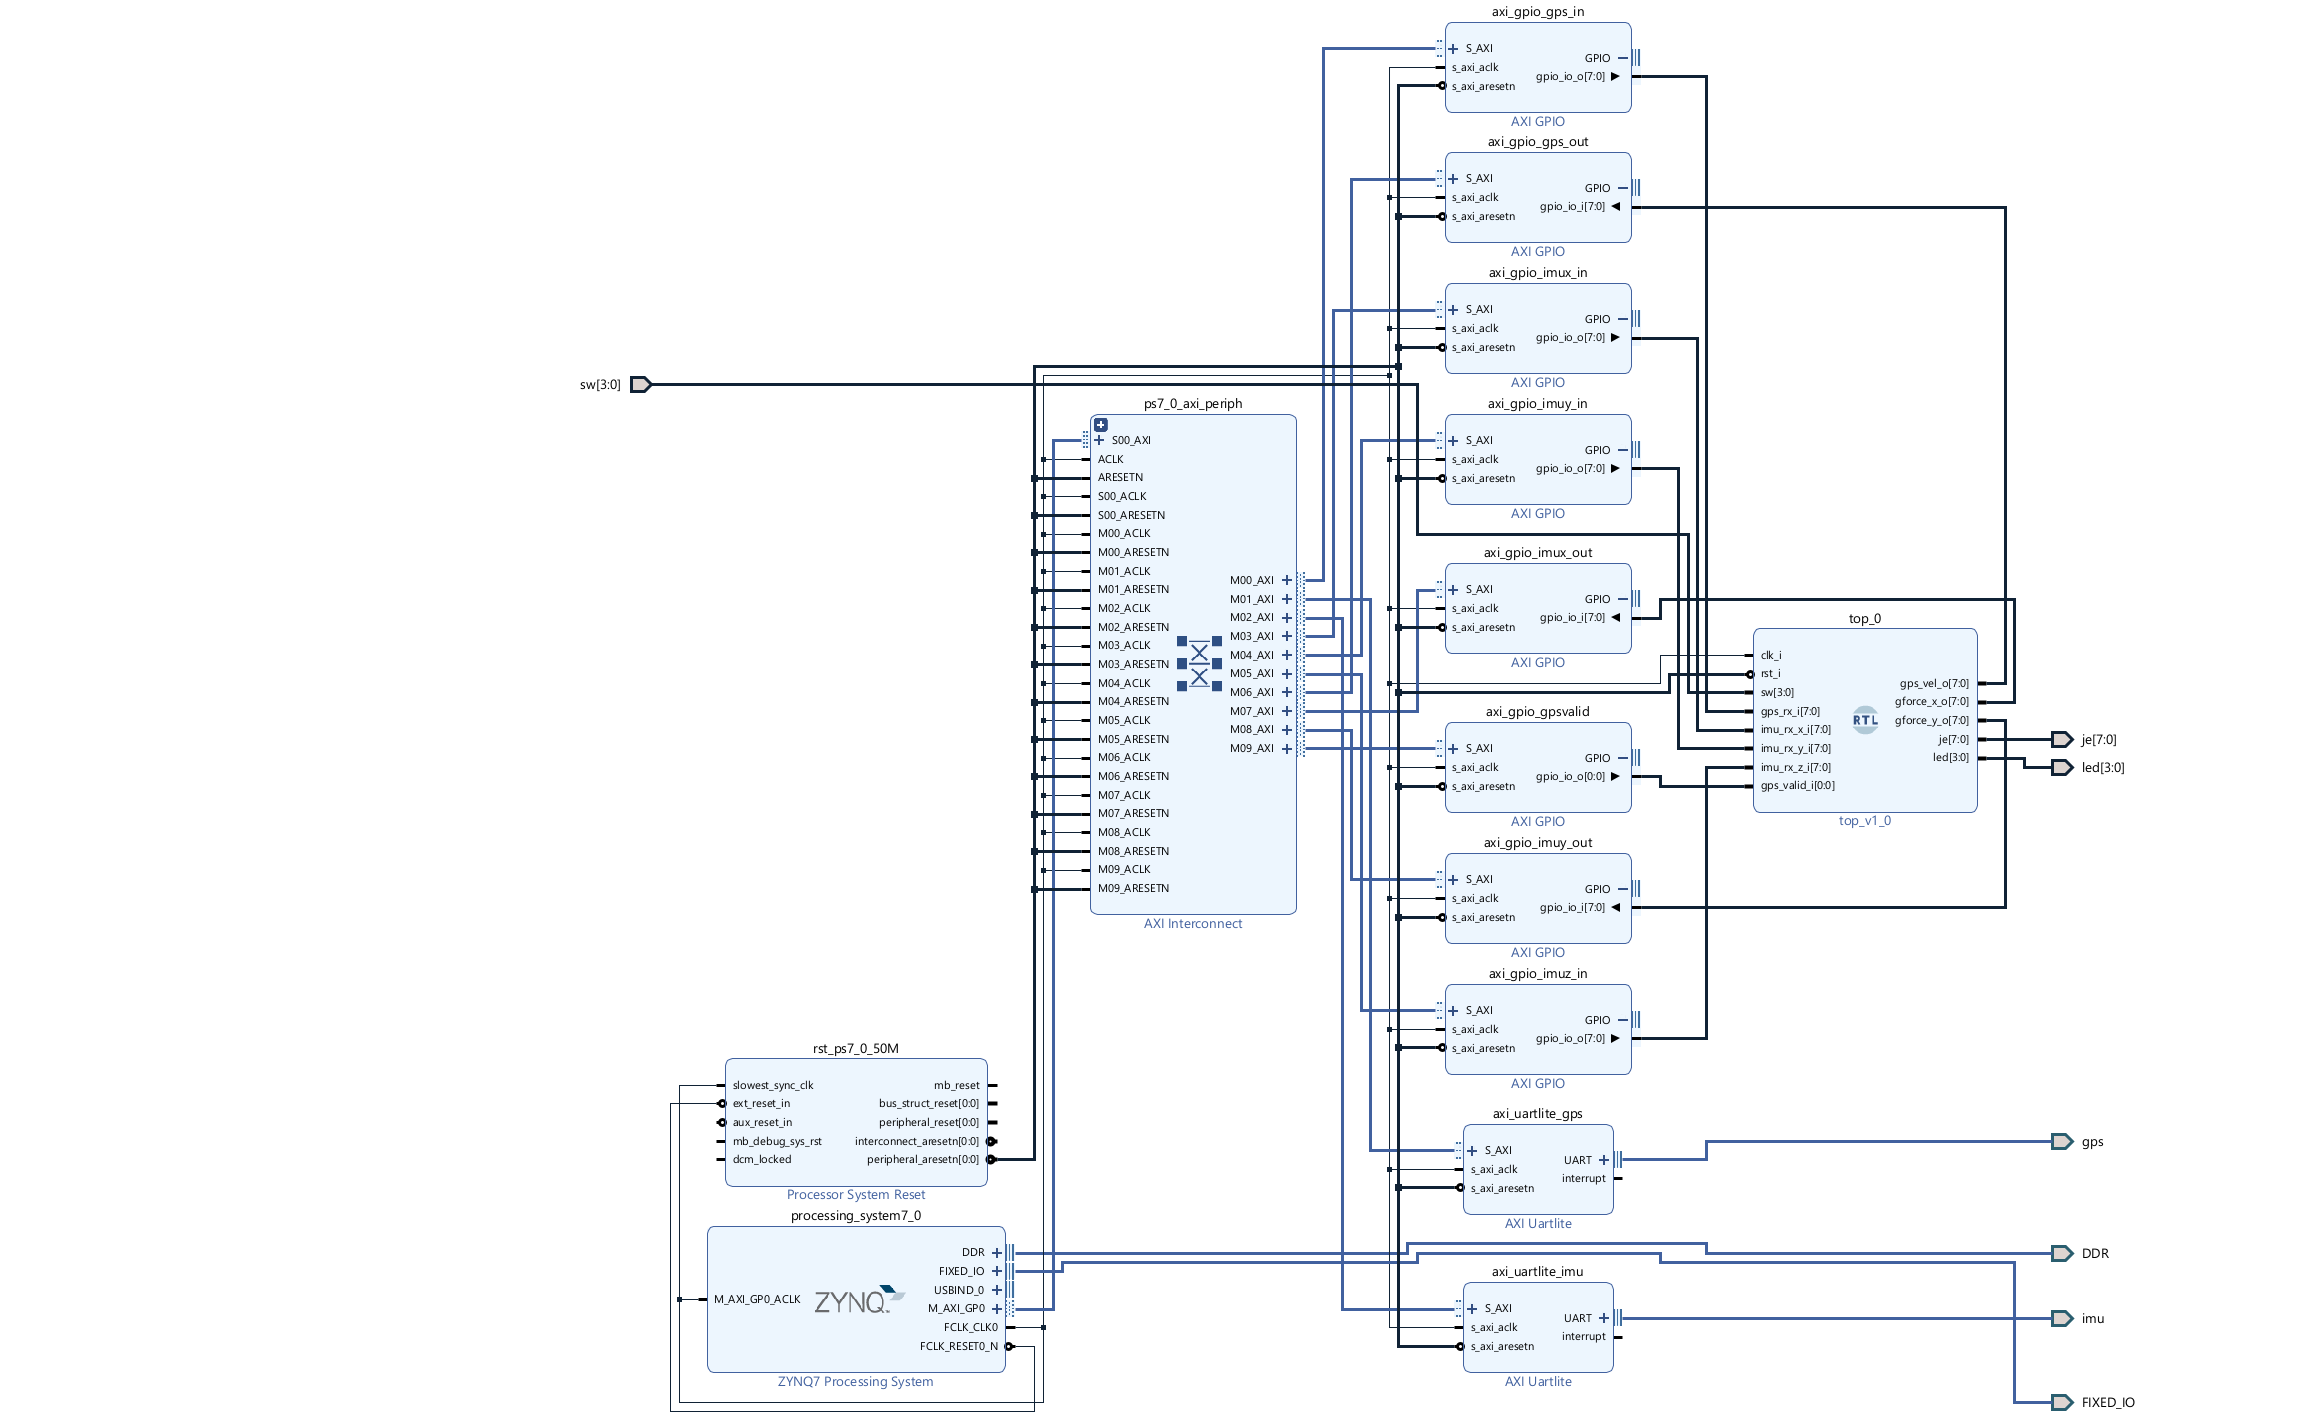 axi_gpio_gps_in
S_AXI
s_axi_aclk
s_axi_aresetn
GPIO
gpio_io_o[7:0]
AXI GPIO
axi_gpio_gps_out
S_AXI
s_axi_aclk
s_axi_aresetn
GPIO
gpio_io_i[7:0]
AXI GPIO
axi_gpio_imux_in
S_AXI
s_axi_aclk
s_axi_aresetn
GPIO
gpio_io_o[7:0]
AXI GPIO
sw[3:0]
ps7_0_axi_periph
S00_AXI
ACLK
ARESETN
S00_ACLK
S00_ARESETN
M00_ACLK
M00_ARESETN
M01_ACLK
M01_ARESETN
M02_ACLK
M02_ARESETN
M03_ACLK
M03_ARESETN
M04_ACLK
M04_ARESETN
M05_ACLK
M05_ARESETN
M06_ACLK
M06_ARESETN
M07_ACLK
M07_ARESETN
M08_ACLK
M08_ARESETN
M09_ACLK
M09_ARESETN
M00_AXI
M01_AXI
M02_AXI
M03_AXI
M04_AXI
M05_AXI
M06_AXI
M07_AXI
M08_AXI
M09_AXI
AXI Interconnect
axi_gpio_imuy_in
S_AXI
s_axi_aclk
s_axi_aresetn
GPIO
gpio_io_o[7:0]
AXI GPIO
axi_gpio_imux_out
S_AXI
s_axi_aclk
s_axi_aresetn
GPIO
gpio_io_i[7:0]
AXI GPIO
axi_gpio_gpsvalid
S_AXI
s_axi_aclk
s_axi_aresetn
GPIO
gpio_io_o[0:0]
AXI GPIO
axi_gpio_imuy_out
S_AXI
s_axi_aclk
s_axi_aresetn
GPIO
gpio_io_i[7:0]
AXI GPIO
axi_gpio_imuz_in
S_AXI
s_axi_aclk
s_axi_aresetn
GPIO
gpio_io_o[7:0]
AXI GPIO
top_0
clk_i
rst_i
sw[3:0]
gps_rx_i[7:0]
imu_rx_x_i[7:0]
imu_rx_y_i[7:0]
imu_rx_z_i[7:0]
gps_valid_i[0:0]
RTL
gps_vel_o[7:0]
gforce_x_o[7:0]
gforce_y_o[7:0]
je[7:0]
led[3:0]
top_v1_0
je[7:0]
led[3:0]
rst_ps7_0_50M
slowest_sync_clk
ext_reset_in
aux_reset_in
mb_debug_sys_rst
dcm_locked
mb_reset
bus_struct_reset[0:0]
peripheral_reset[0:0]
interconnect_aresetn[0:0]
peripheral_aresetn[0:0]
Processor System Reset
processing_system7_0
M_AXI_GP0_ACLK
ZYNQ
DDR
FIXED_IO
USBIND_0
M_AXI_GP0
FCLK_CLK0
FCLK_RESET0_N
ZYNQ7 Processing System
axi_uartlite_gps
S_AXI
s_axi_aclk
s_axi_aresetn
UART
interrupt
AXI Uartlite
axi_uartlite_imu
S_AXI
s_axi_aclk
s_axi_aresetn
UART
interrupt
AXI Uartlite
gps
DDR
imu
FIXED_IO